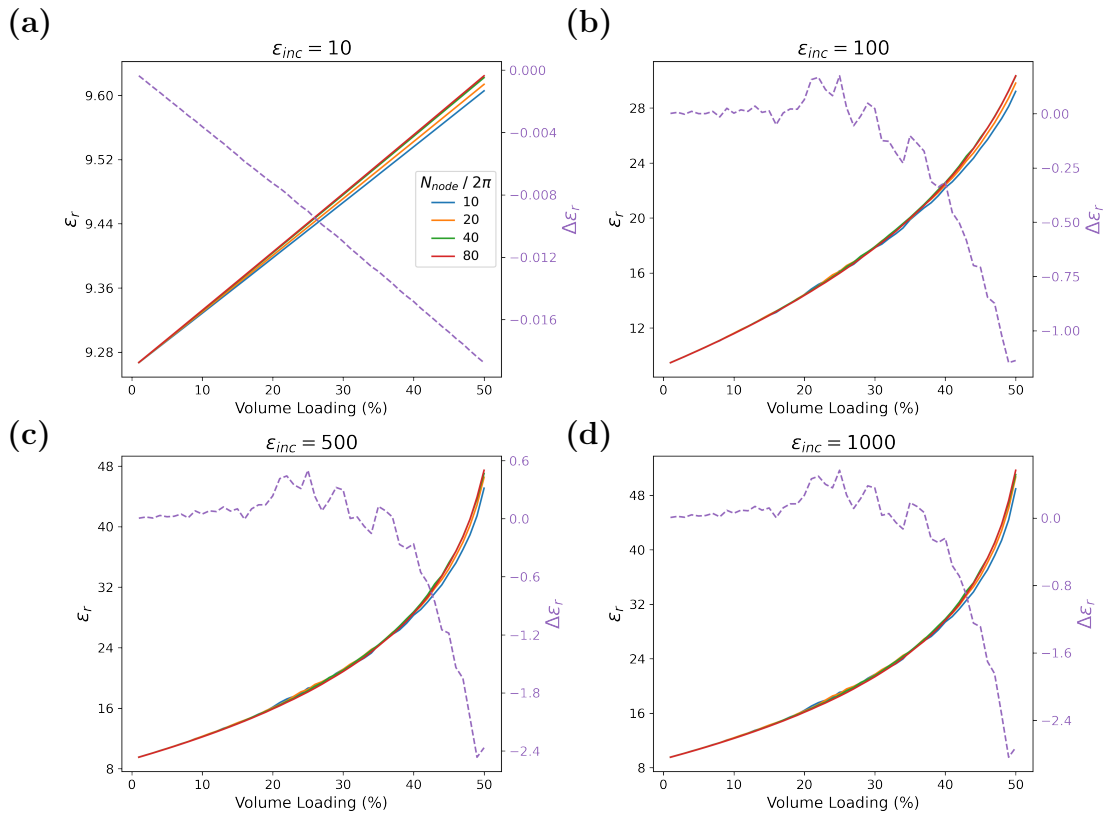 (a)
ε_inc = 10
ε_r
9.60
9.52
9.44
9.36
9.28
0.000
−0.004
−0.008
−0.012
−0.016
Δε_r
N_node / 2π
10
20
40
80
0 10 20 30 40 50
Volume Loading (%)
(b)
ε_inc = 100
ε_r
28
24
20
16
12
0.00
−0.25
−0.50
−0.75
−1.00
Δε_r
0 10 20 30 40 50
Volume Loading (%)
(c)
ε_inc = 500
ε_r
48
40
32
24
16
8
0.6
0.0
−0.6
−1.2
−1.8
−2.4
Δε_r
0 10 20 30 40 50
Volume Loading (%)
(d)
ε_inc = 1000
ε_r
48
40
32
24
16
8
0.0
−0.8
−1.6
−2.4
Δε_r
0 10 20 30 40 50
Volume Loading (%)